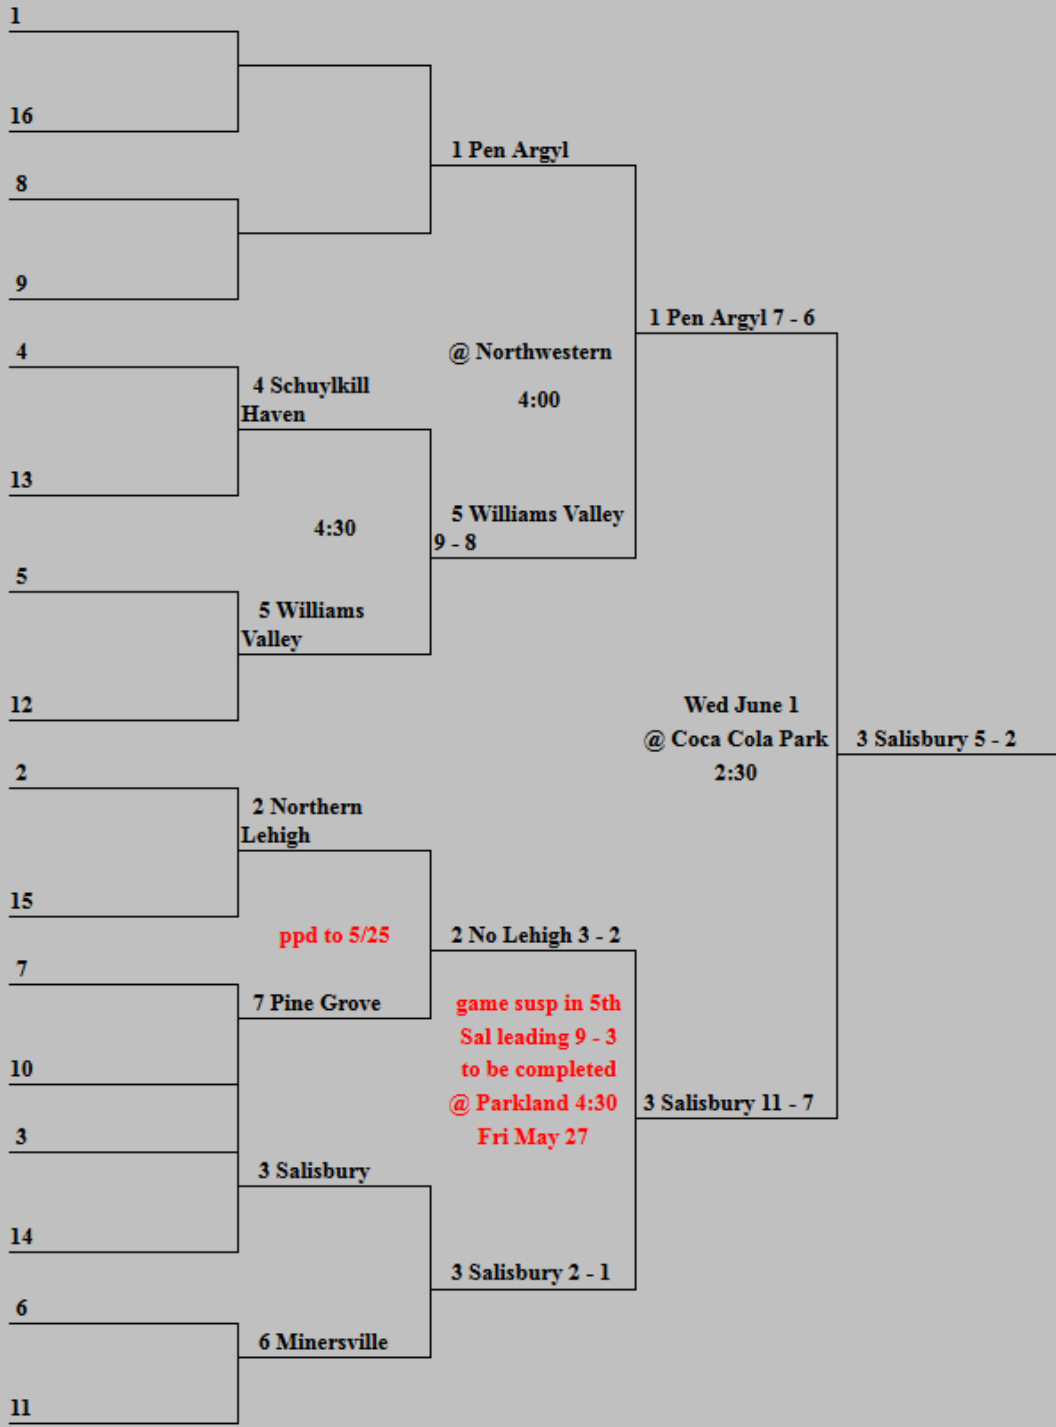 1
16
1 Pen Argyl
8
9
1 Pen Argyl 7 - 6
4
@ Northwestern
4 Schuylkill
Haven
4:00
13
4:30
5 Williams Valley
9 - 8
5
5 Williams
Valley
12
Wed June 1
@ Coca Cola Park
2:30
3 Salisbury 5 - 2
2
2 Northern
Lehigh
15
ppd to 5/25
2 No Lehigh 3 - 2
7
7 Pine Grove
game susp in 5th
Sal leading 9 - 3
to be completed
@ Parkland 4:30
Fri May 27
10
3 Salisbury 11 - 7
3
3 Salisbury
14
3 Salisbury 2 - 1
6
6 Minersville
11